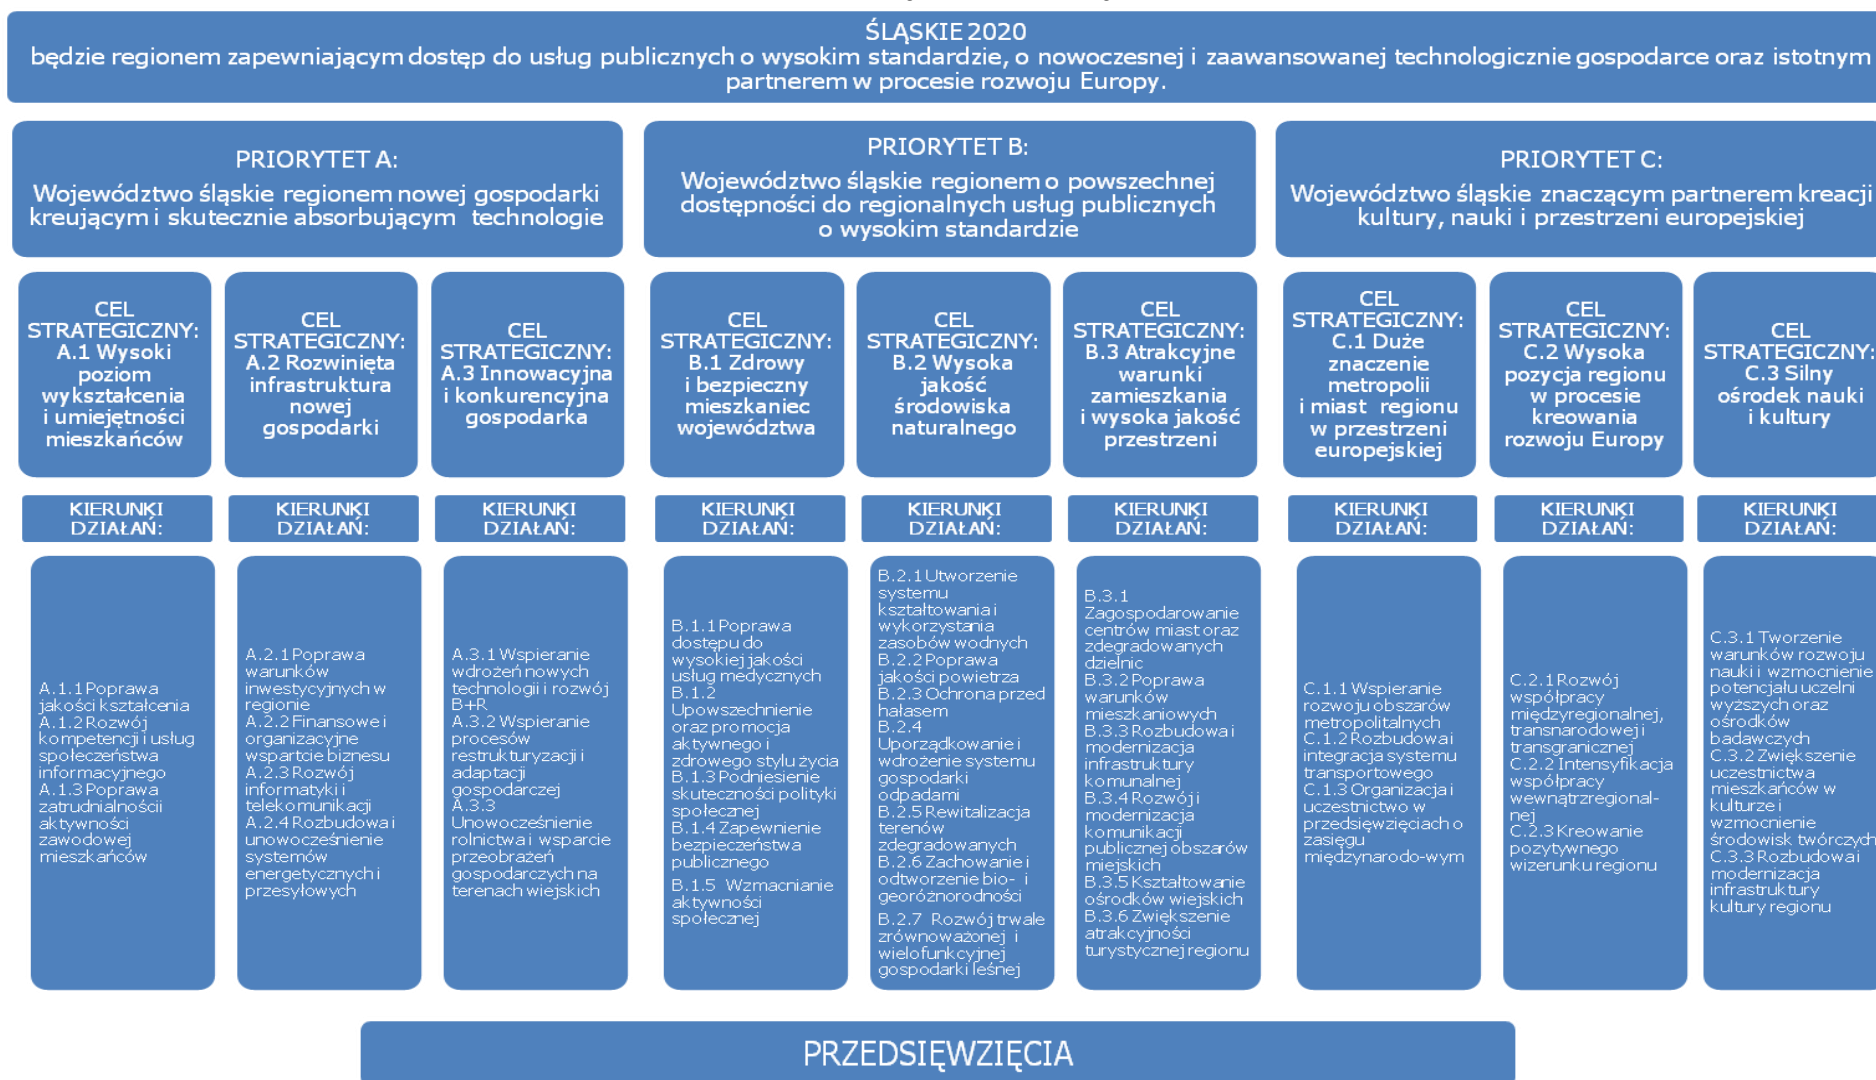 ŚLĄSKIE 2020
będzie regionem zapewniającym dostęp do usług publicznych o wysokim standardzie, o nowoczesnej i zaawansowanej technologicznie gospodarce oraz istotnym
partnerem w procesie rozwoju Europy.
PRIORYTET A:
Województwo śląskie regionem nowej gospodarki
kreującym i skutecznie absorbującym technologie
PRIORYTET B:
Województwo śląskie regionem o powszechnej
dostępności do regionalnych usług publicznych
o wysokim standardzie
PRIORYTET C:
Województwo śląskie znaczącym partnerem kreacji
kultury, nauki i przestrzeni europejskiej
CEL
STRATEGICZNY:
A.1 Wysoki
poziom
wykształcenia
i umiejętności
mieszkańców
CEL
STRATEGICZNY:
A.2 Rozwinięta
infrastruktura
nowej
gospodarki
CEL
STRATEGICZNY:
A.3 Innowacyjna
i konkurencyjna
gospodarka
CEL
STRATEGICZNY:
B.1 Zdrowy
i bezpieczny
mieszkaniec
województwa
CEL
STRATEGICZNY:
B.2 Wysoka
jakość
środowiska
naturalnego
CEL
STRATEGICZNY:
B.3 Atrakcyjne
warunki
zamieszkania
i wysoka jakość
przestrzeni
CEL
STRATEGICZNY:
C.1 Duże
znaczenie
metropolii
i miast regionu
w przestrzeni
europejskiej
CEL
STRATEGICZNY:
C.2 Wysoka
pozycja regionu
w procesie
kreowania
rozwoju Europy
CEL
STRATEGICZNY:
C.3 Silny
ośrodek nauki
i kultury
KIERUNKI
DZIAŁAŃ:
KIERUNKI
DZIAŁAŃ:
KIERUNKI
DZIAŁAŃ:
KIERUNKI
DZIAŁAŃ:
KIERUNKI
DZIAŁAŃ:
KIERUNKI
DZIAŁAŃ:
KIERUNKI
DZIAŁAŃ:
KIERUNKI
DZIAŁAŃ:
KIERUNKI
DZIAŁAŃ:
A.1.1 Poprawa
jakości kształcenia
A.1.2 Rozwój
kompetencji i usług
społeczeństwa
informacyjnego
A.1.3 Poprawa
zatrudnialności i
aktywności
zawodowej
mieszkańców
A.2.1 Poprawa
warunków
inwestycyjnych w
regionie
A.2.2 Finansowe i
organizacyjne
wsparcie biznesu
A.2.3 Rozwój
informatyki i
telekomunikacji
A.2.4 Rozbudowa i
unowocześnienie
systemów
energetycznych i
przesyłowych
A.3.1 Wspieranie
wdrożeń nowych
technologii i rozwój
B+R
A.3.2 Wspieranie
procesów
restrukturyzacji i
adaptacji
gospodarczej
A.3.3
Unowocześnienie
rolnictwa i wsparcie
przeobrażeń
gospodarczych na
terenach wiejskich
B.1.1 Poprawa
dostępu do
wysokiej jakości
usług medycznych
B.1.2
Upowszechnienie
oraz promocja
aktywnego i
zdrowego stylu życia
B.1.3 Podniesienie
skuteczności polityki
społecznej
B.1.4 Zapewnienie
bezpieczeństwa
publicznego
B.1.5 Wzmacnianie
aktywności
społecznej
B.2.1 Utworzenie
systemu
kształtowania i
wykorzystania
zasobów wodnych
B.2.2 Poprawa
jakości powietrza
B.2.3 Ochrona przed
hałasem
B.2.4
Uporządkowanie i
wdrożenie systemu
gospodarki
odpadami
B.2.5 Rewitalizacja
terenów
zdegradowanych
B.2.6 Zachowanie i
odtworzenie bio- i
georóżnorodności
B.2.7 Rozwój trwale
zrównoważonej i
wielofunkcyjnej
gospodarki leśnej
B.3.1
Zagospodarowanie
centrów miast oraz
zdegradowanych
dzielnic
B.3.2 Poprawa
warunków
mieszkaniowych
B.3.3 Rozbudowa i
modernizacja
infrastruktury
komunalnej
B.3.4 Rozwój i
modernizacja
komunikacji
publicznej obszarów
miejskich
B.3.5 Kształtowanie
ośrodków wiejskich
B.3.6 Zwiększenie
atrakcyjności
turystycznej regionu
C.1.1 Wspieranie
rozwoju obszarów
metropolitalnych
C.1.2 Rozbudowa i
integracja systemu
transportowego
C.1.3 Organizacja i
uczestnictwo w
przedsięwzięciach o
zasięgu
międzynarodo-wym
C.2.1 Rozwój
współpracy
międzyregionalnej,
transnarodowej i
transgranicznej
C.2.2 Intensyfikacja
współpracy
wewnątrzregional-
nej
C.2.3 Kreowanie
pozytywnego
wizerunku regionu
C.3.1 Tworzenie
warunków rozwoju
nauki i wzmocnienie
potencjału uczelni
wyższych oraz
ośrodków
badawczych
C.3.2 Zwiększenie
uczestnictwa
mieszkańców w
kulturze i
wzmocnienie
środowisk twórczych
C.3.3 Rozbudowa i
modernizacja
infrastruktury
kultury regionu
PRZEDSIĘWZIĘCIA